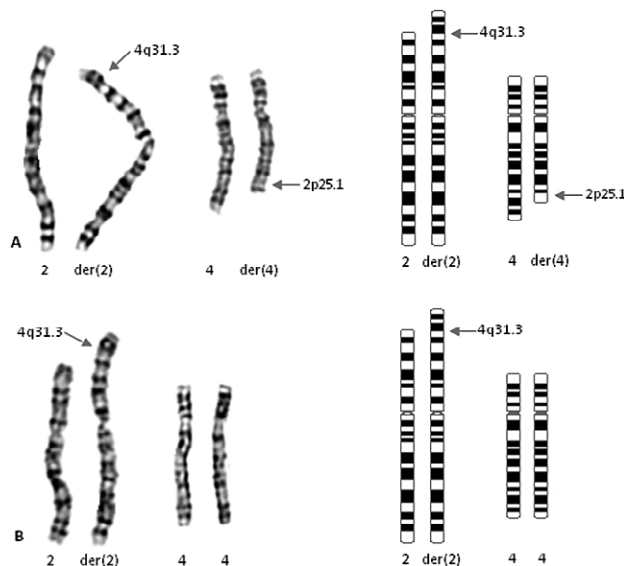 4q31.3
4q31.3
2p25.1
2p25.1
A
2 der(2) 4 der(4) 2 der(2) 4 der(4)
4q31.3
4q31.3
B
2 der(2) 4 4 2 der(2) 4 4